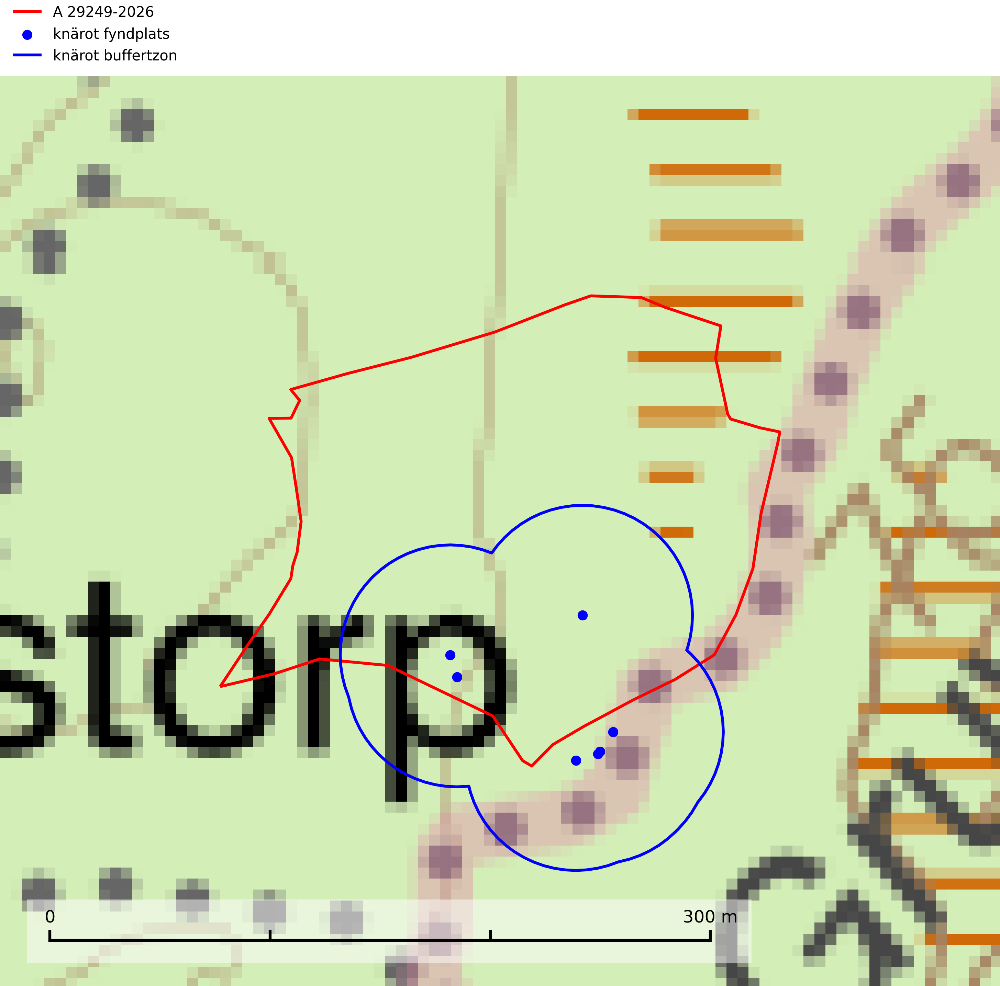 A 29249-2026
knärot fyndplats
knärot buffertzon
storp
0
300 m